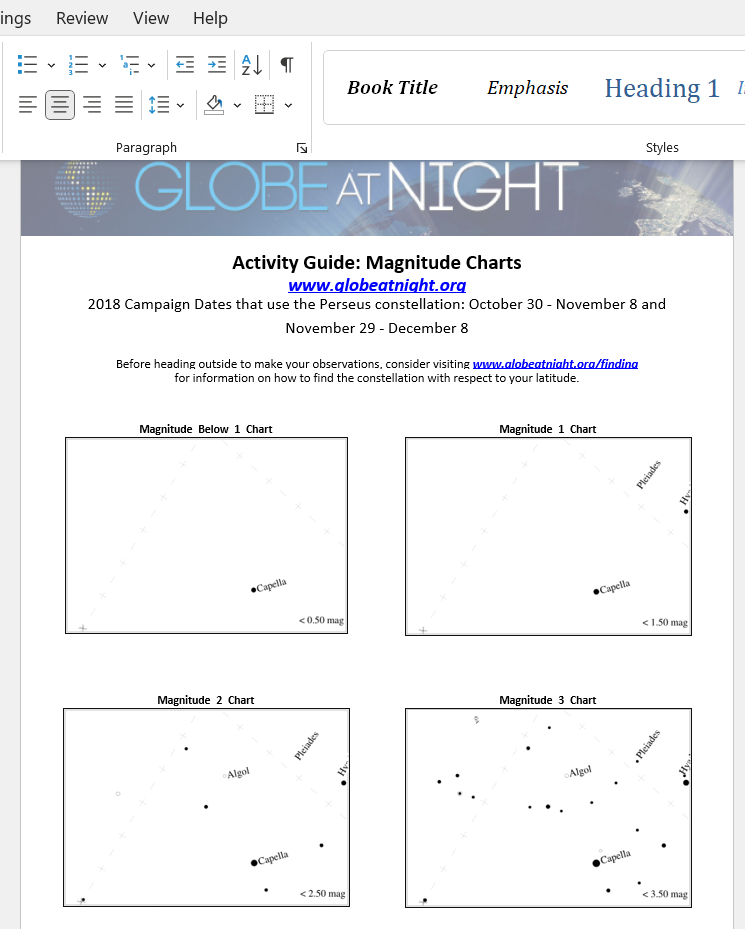 ings Review View Help
Book Title Emphasis Heading 1
Paragraph Styles
GLOBE AT NIGHT
Activity Guide: Magnitude Charts
www.globeatnight.org
2018 Campaign Dates that use the Perseus constellation: October 30 - November 8 and
November 29 - December 8
Before heading outside to make your observations, consider visiting www.globeatnight.org/finding
for information on how to find the constellation with respect to your latitude.
Magnitude Below 1 Chart
Capella
< 0.50 mag
Magnitude 1 Chart
Pleiades
Capella
< 1.50 mag
Magnitude 2 Chart
Pleiades
Algol
Capella
< 2.50 mag
Magnitude 3 Chart
Pleiades
Algol
Capella
< 3.50 mag